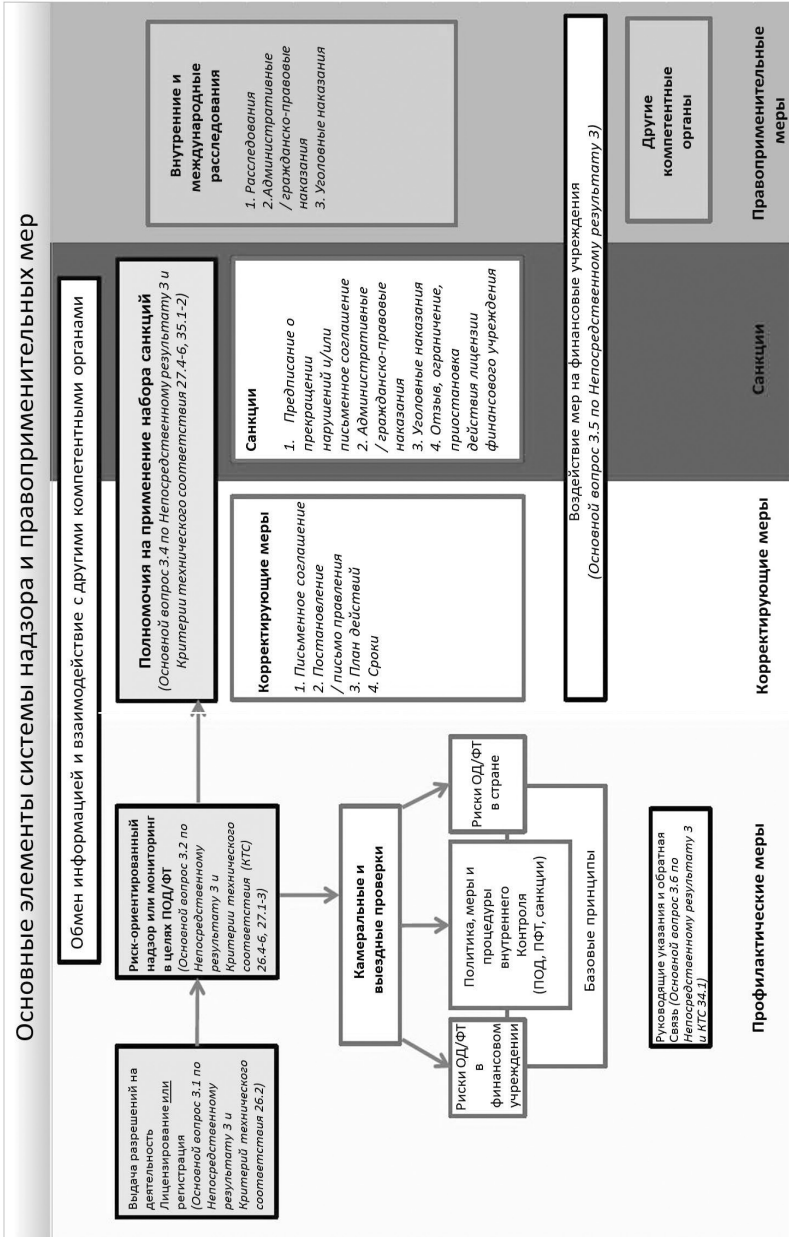 Основные элементы системы надзора и правоприменительных мер
Обмен информацией и взаимодействие с другими компетентными органами
Выдача разрешений на
деятельность
Лицензирование или
регистрация
(Основной вопрос 3.1 по
Непосредственному
результату 3 и
Критерий технического
соответствия 26.2)
Риск-ориентированный
надзор или мониторинг
в целях ПОД/ФТ
(Основной вопрос 3.2 по
Непосредственному
результату 3 и
Критерии технического
соответствия (КТС)
26.4-6, 27.1-3)
Полномочия на применение набора санкций
(Основной вопрос 3.4 по Непосредственному результату 3 и
Критерии технического соответствия 27.4-6, 35.1-2)
Внутренние и
международные
расследования
1. Расследования
2.Административные
/ гражданско-правовые
наказания
3. Уголовные наказания
Камеральные и
выездные проверки
Риски ОД/ФТ
в
финансовом
учреждении
Политика, меры и
процедуры
внутреннего
Контроля
(ПОД, ПФТ, санкции)
Риски ОД/ФТ
в стране
Базовые принципы
Корректирующие меры
1. Письменное соглашение
2. Постановление
/ письмо правления
3. План действий
4. Сроки
Санкции
1. Предписание о
прекращении
нарушений и/или
письменное соглашение
2. Административные
/ гражданско-правовые
наказания
3. Уголовные наказания
4. Отзыв, ограничение,
приостановка
действия лицензии
финансового учреждения
Воздействие мер на финансовые учреждения
(Основной вопрос 3.5 по Непосредственному результату 3)
Руководящие указания и обратная
Связь (Основной вопрос 3.6 по
Непосредственному результату 3
и КТС 34.1)
Другие
компетентные
органы
Профилактические меры
Корректирующие меры
Санкции
Правоприменительные
меры